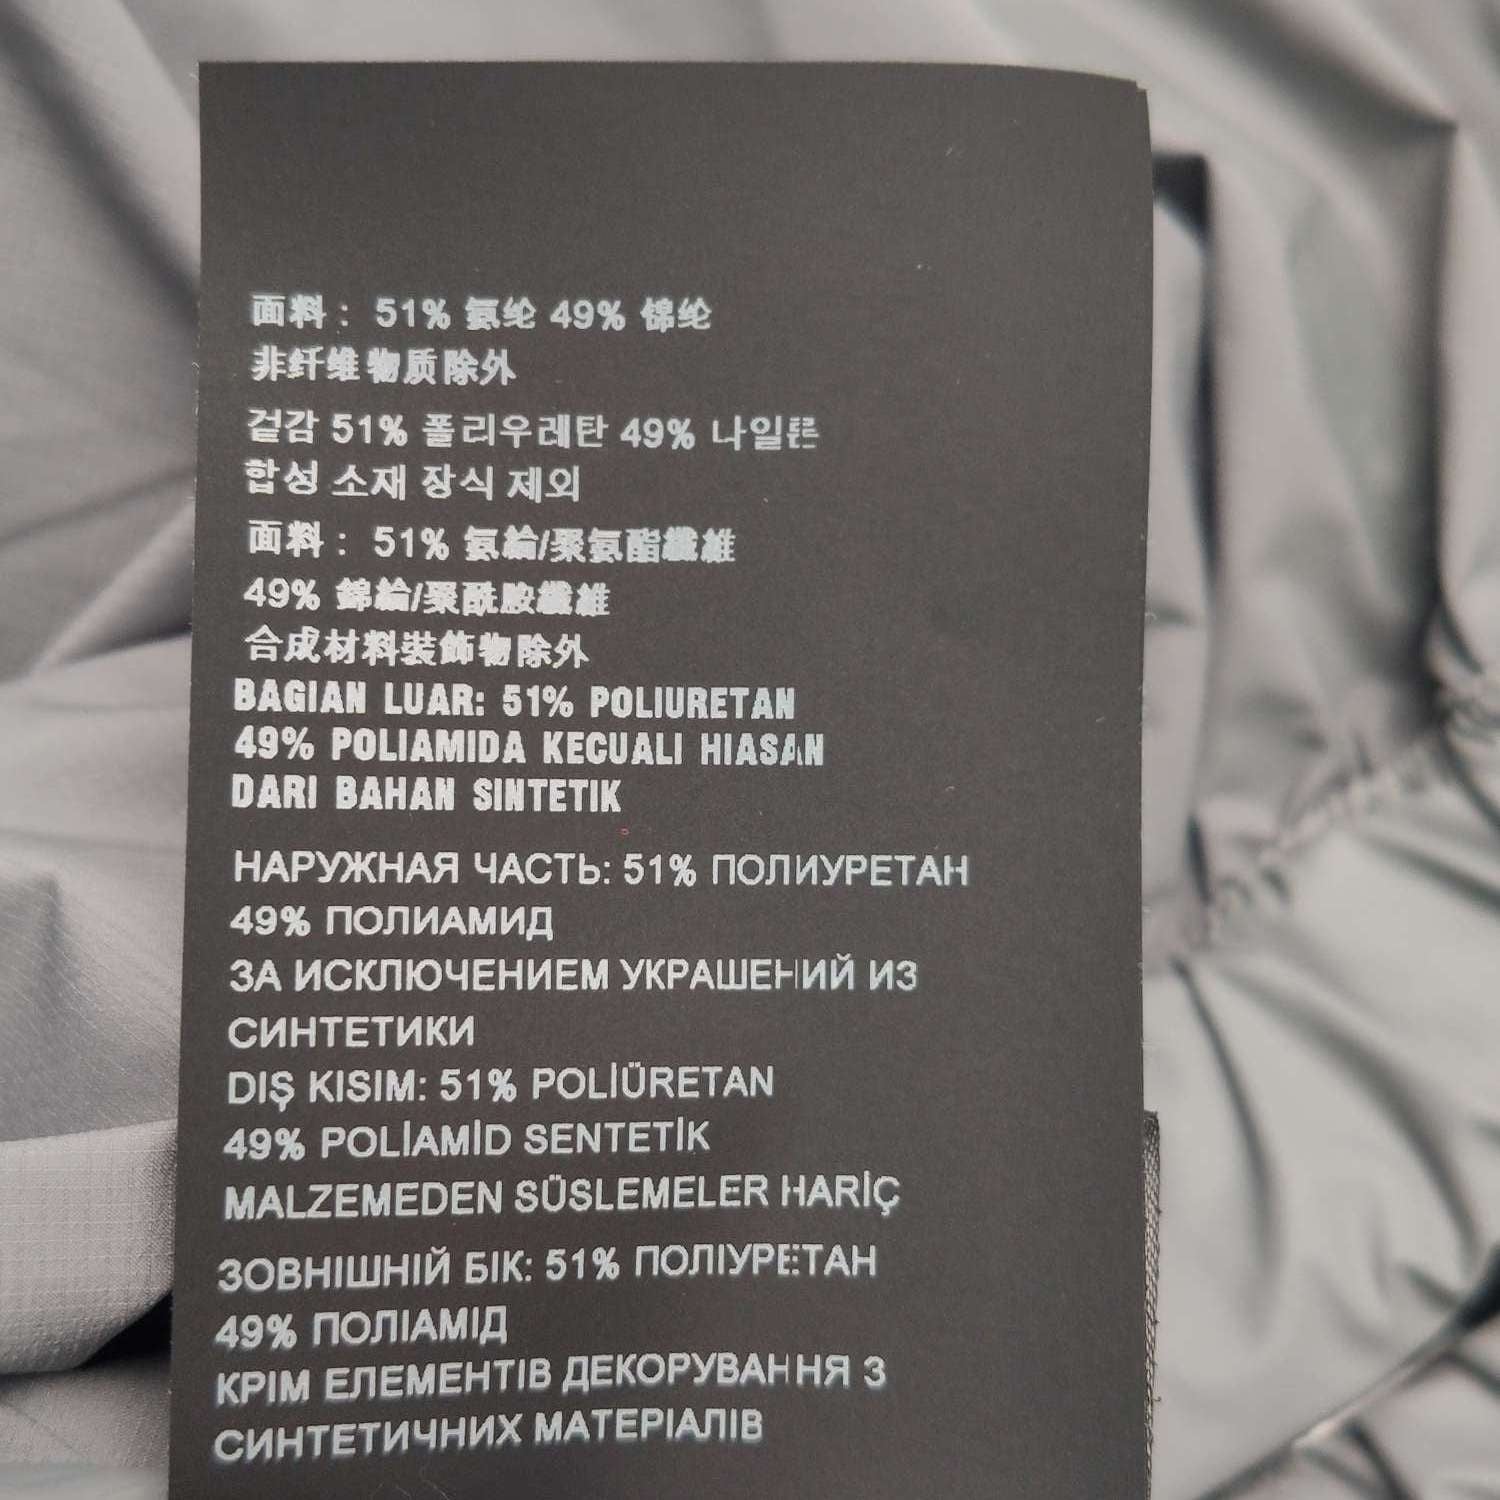 面料： 51% 氨纶 49% 锦纶
非纤维物质除外
겉감 51% 폴리우레탄 49% 나일론
합성 소재 장식 제외
面料： 51% 氨綸/聚氨酯纖維
49% 錦綸/聚酰胺纖維
合成材料裝飾物除外
BAGIAN LUAR: 51% POLIURETAN
49% POLIAMIDA KECUALI HIASAN
DARI BAHAN SINTETIK
НАРУЖНАЯ ЧАСТЬ: 51% ПОЛИУРЕТАН
49% ПОЛИАМИД
ЗА ИСКЛЮЧЕНИЕМ УКРАШЕНИЙ ИЗ
СИНТЕТИКИ
DIŞ KISIM: 51% POLİÜRETAN
49% POLİAMİD SENTETİK
MALZEMEDEN SÜSLEMELER HARİÇ
ЗОВНІШНІЙ БІК: 51% ПОЛІУРЕТАН
49% ПОЛІАМІД
КРІМ ЕЛЕМЕНТІВ ДЕКОРУВАННЯ З
СИНТЕТИЧНИХ МАТЕРІАЛІВ